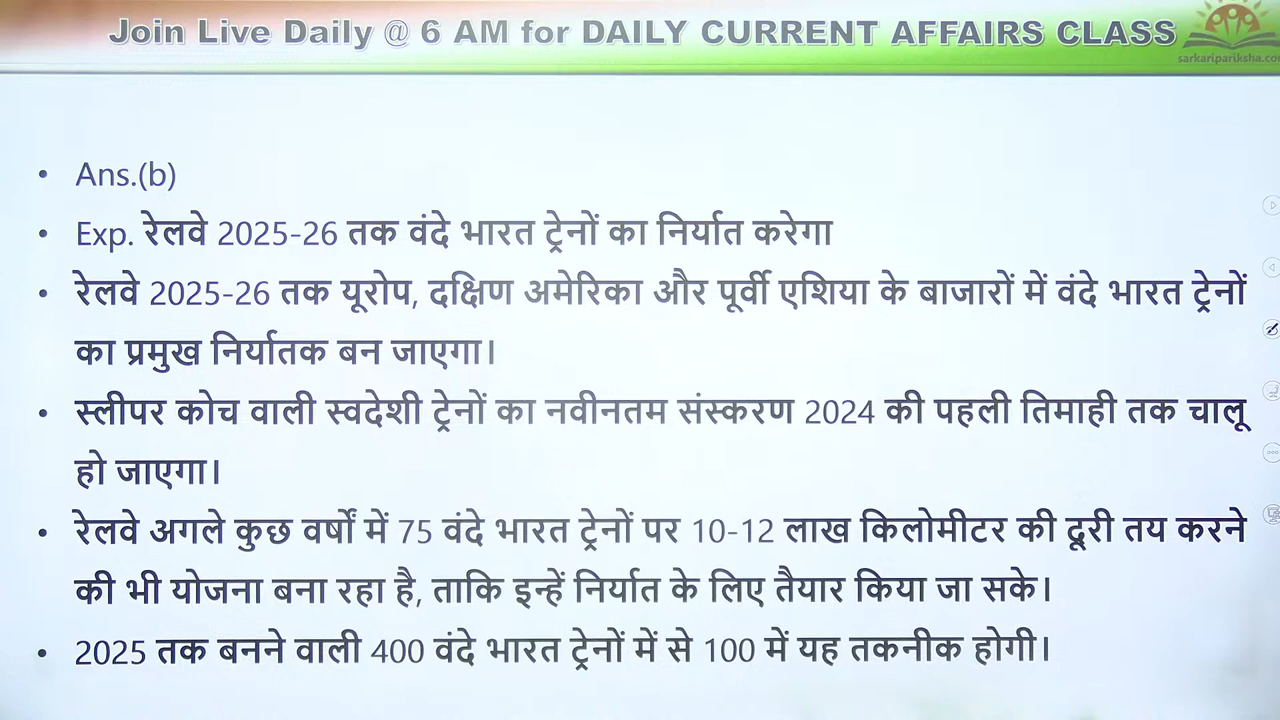 Join Live Daily @ 6 AM for DAILY CURRENT AFFAIRS CLASS
sarkaripariksha.com
• Ans.(b)
• Exp. रेलवे 2025-26 तक वंदे भारत ट्रेनों का निर्यात करेगा
• रेलवे 2025-26 तक यूरोप, दक्षिण अमेरिका और पूर्वी एशिया के बाजारों में वंदे भारत ट्रेनों
का प्रमुख निर्यातक बन जाएगा।
• स्लीपर कोच वाली स्वदेशी ट्रेनों का नवीनतम संस्करण 2024 की पहली तिमाही तक चालू
हो जाएगा।
• रेलवे अगले कुछ वर्षों में 75 वंदे भारत ट्रेनों पर 10-12 लाख किलोमीटर की दूरी तय करने
की भी योजना बना रहा है, ताकि इन्हें निर्यात के लिए तैयार किया जा सके।
• 2025 तक बनने वाली 400 वंदे भारत ट्रेनों में से 100 में यह तकनीक होगी।